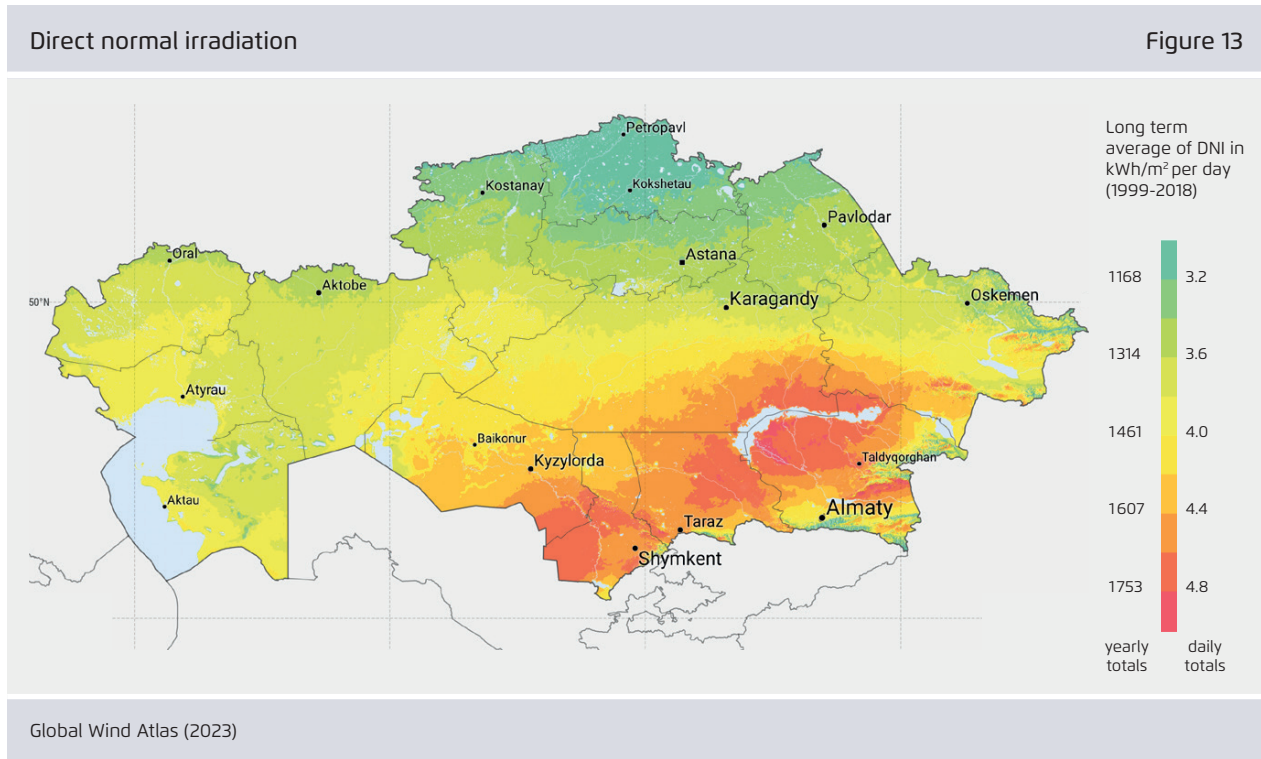 Direct normal irradiation
Figure 13
Long term
average of DNI in
kWh/m² per day
(1999-2018)
Petropavl
Kostanay
Kokshetau
Pavlodar
Oral
Astana
Aktobe
50°N
Karagandy
Oskemen
Atyrau
Baikonur
Kyzylorda
Taldyqorghan
Aktau
Almaty
Taraz
Shymkent
1168 3.2
1314 3.6
1461 4.0
1607 4.4
1753 4.8
yearly daily
totals totals
Global Wind Atlas (2023)